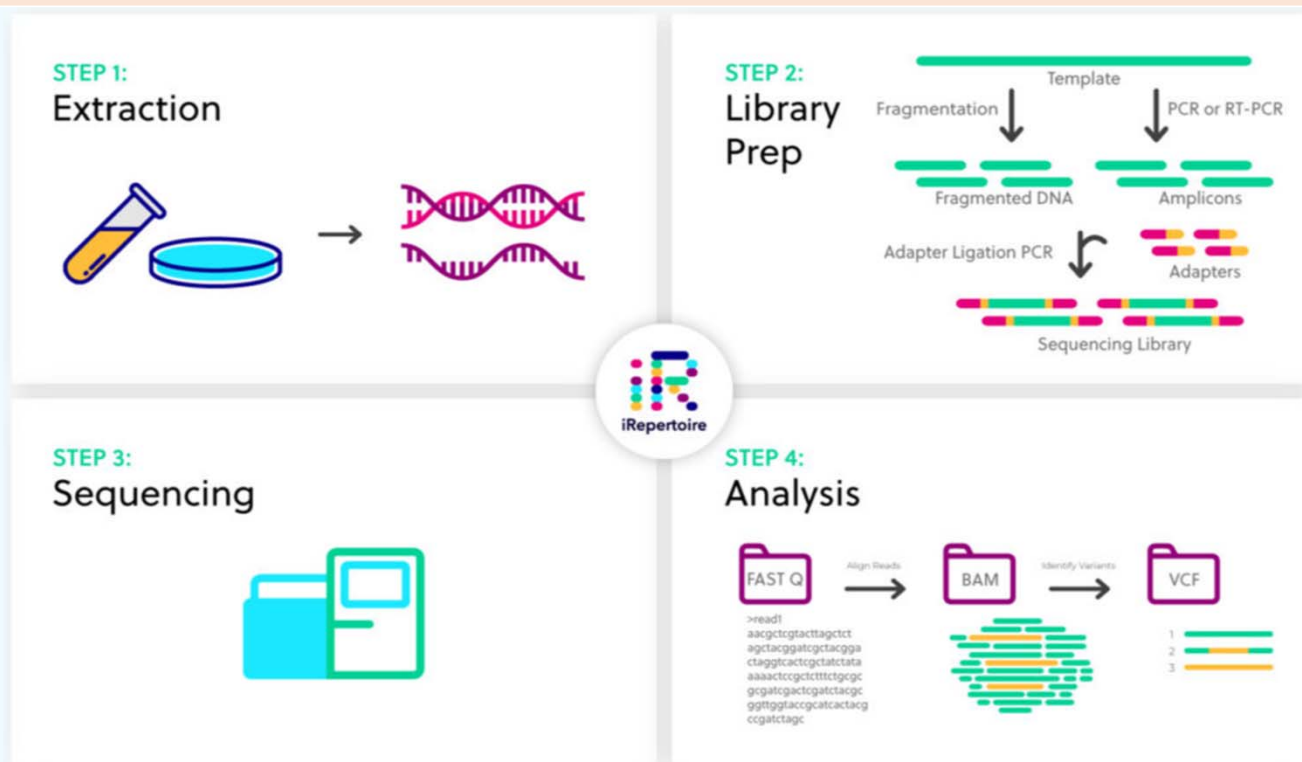 STEP 1:
Extraction
STEP 2:
Library
Prep
Template
Fragmentation
PCR or RT-PCR
Fragmented DNA
Amplicons
Adapter Ligation PCR
Adapters
Sequencing Library
iR
iRepertoire
STEP 3:
Sequencing
STEP 4:
Analysis
FAST Q
Align Reads
BAM
Identify Variants
VCF
>read1
aacgctcgtacttagctct
agctacggatcgctacgga
ctaggtcactcgctatctata
aaaactccgctctttctgcgc
gcgatcgactcgatctacgc
ggttggtaccgcatcactacg
ccgatctagc
1
2
3